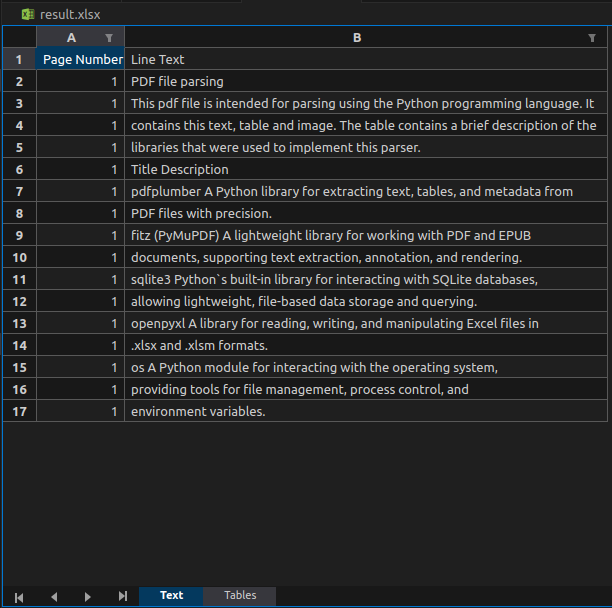 result.xlsx
A B
1 Page Number Line Text
2 1 PDF file parsing
3 1 This pdf file is intended for parsing using the Python programming language. It
4 1 contains this text, table and image. The table contains a brief description of the
5 1 libraries that were used to implement this parser.
6 1 Title Description
7 1 pdfplumber A Python library for extracting text, tables, and metadata from
8 1 PDF files with precision.
9 1 fitz (PyMuPDF) A lightweight library for working with PDF and EPUB
10 1 documents, supporting text extraction, annotation, and rendering.
11 1 sqlite3 Python`s built-in library for interacting with SQLite databases,
12 1 allowing lightweight, file-based data storage and querying.
13 1 openpyxl A library for reading, writing, and manipulating Excel files in
14 1 .xlsx and .xlsm formats.
15 1 os A Python module for interacting with the operating system,
16 1 providing tools for file management, process control, and
17 1 environment variables.
Text Tables